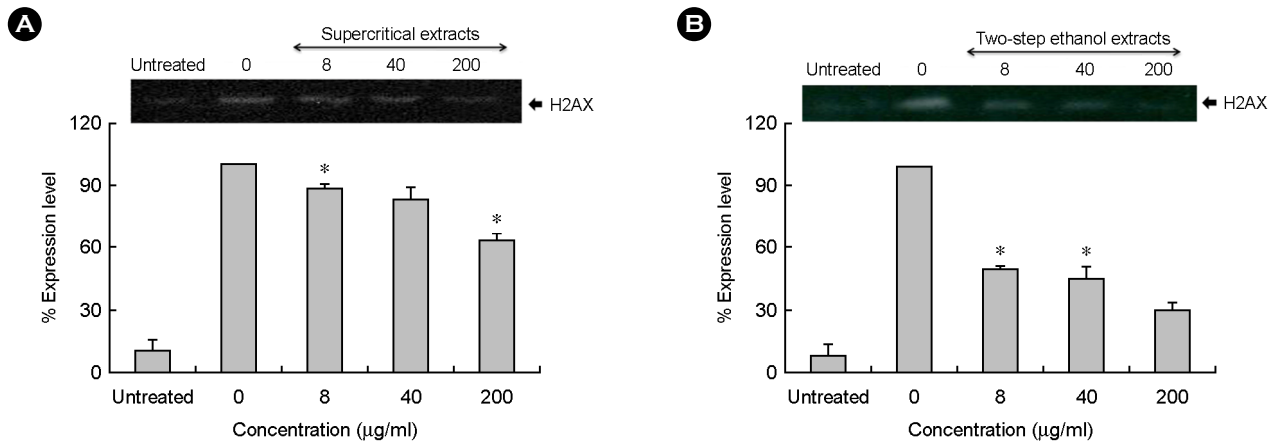 A
Supercritical extracts
Untreated 0 8 40 200
H2AX
120
90
60
30
0
% Expression level
*
*
Untreated 0 8 40 200
Concentration (μg/ml)
B
Two-step ethanol extracts
Untreated 0 8 40 200
H2AX
120
90
60
30
0
% Expression level
* *
Untreated 0 8 40 200
Concentration (μg/ml)